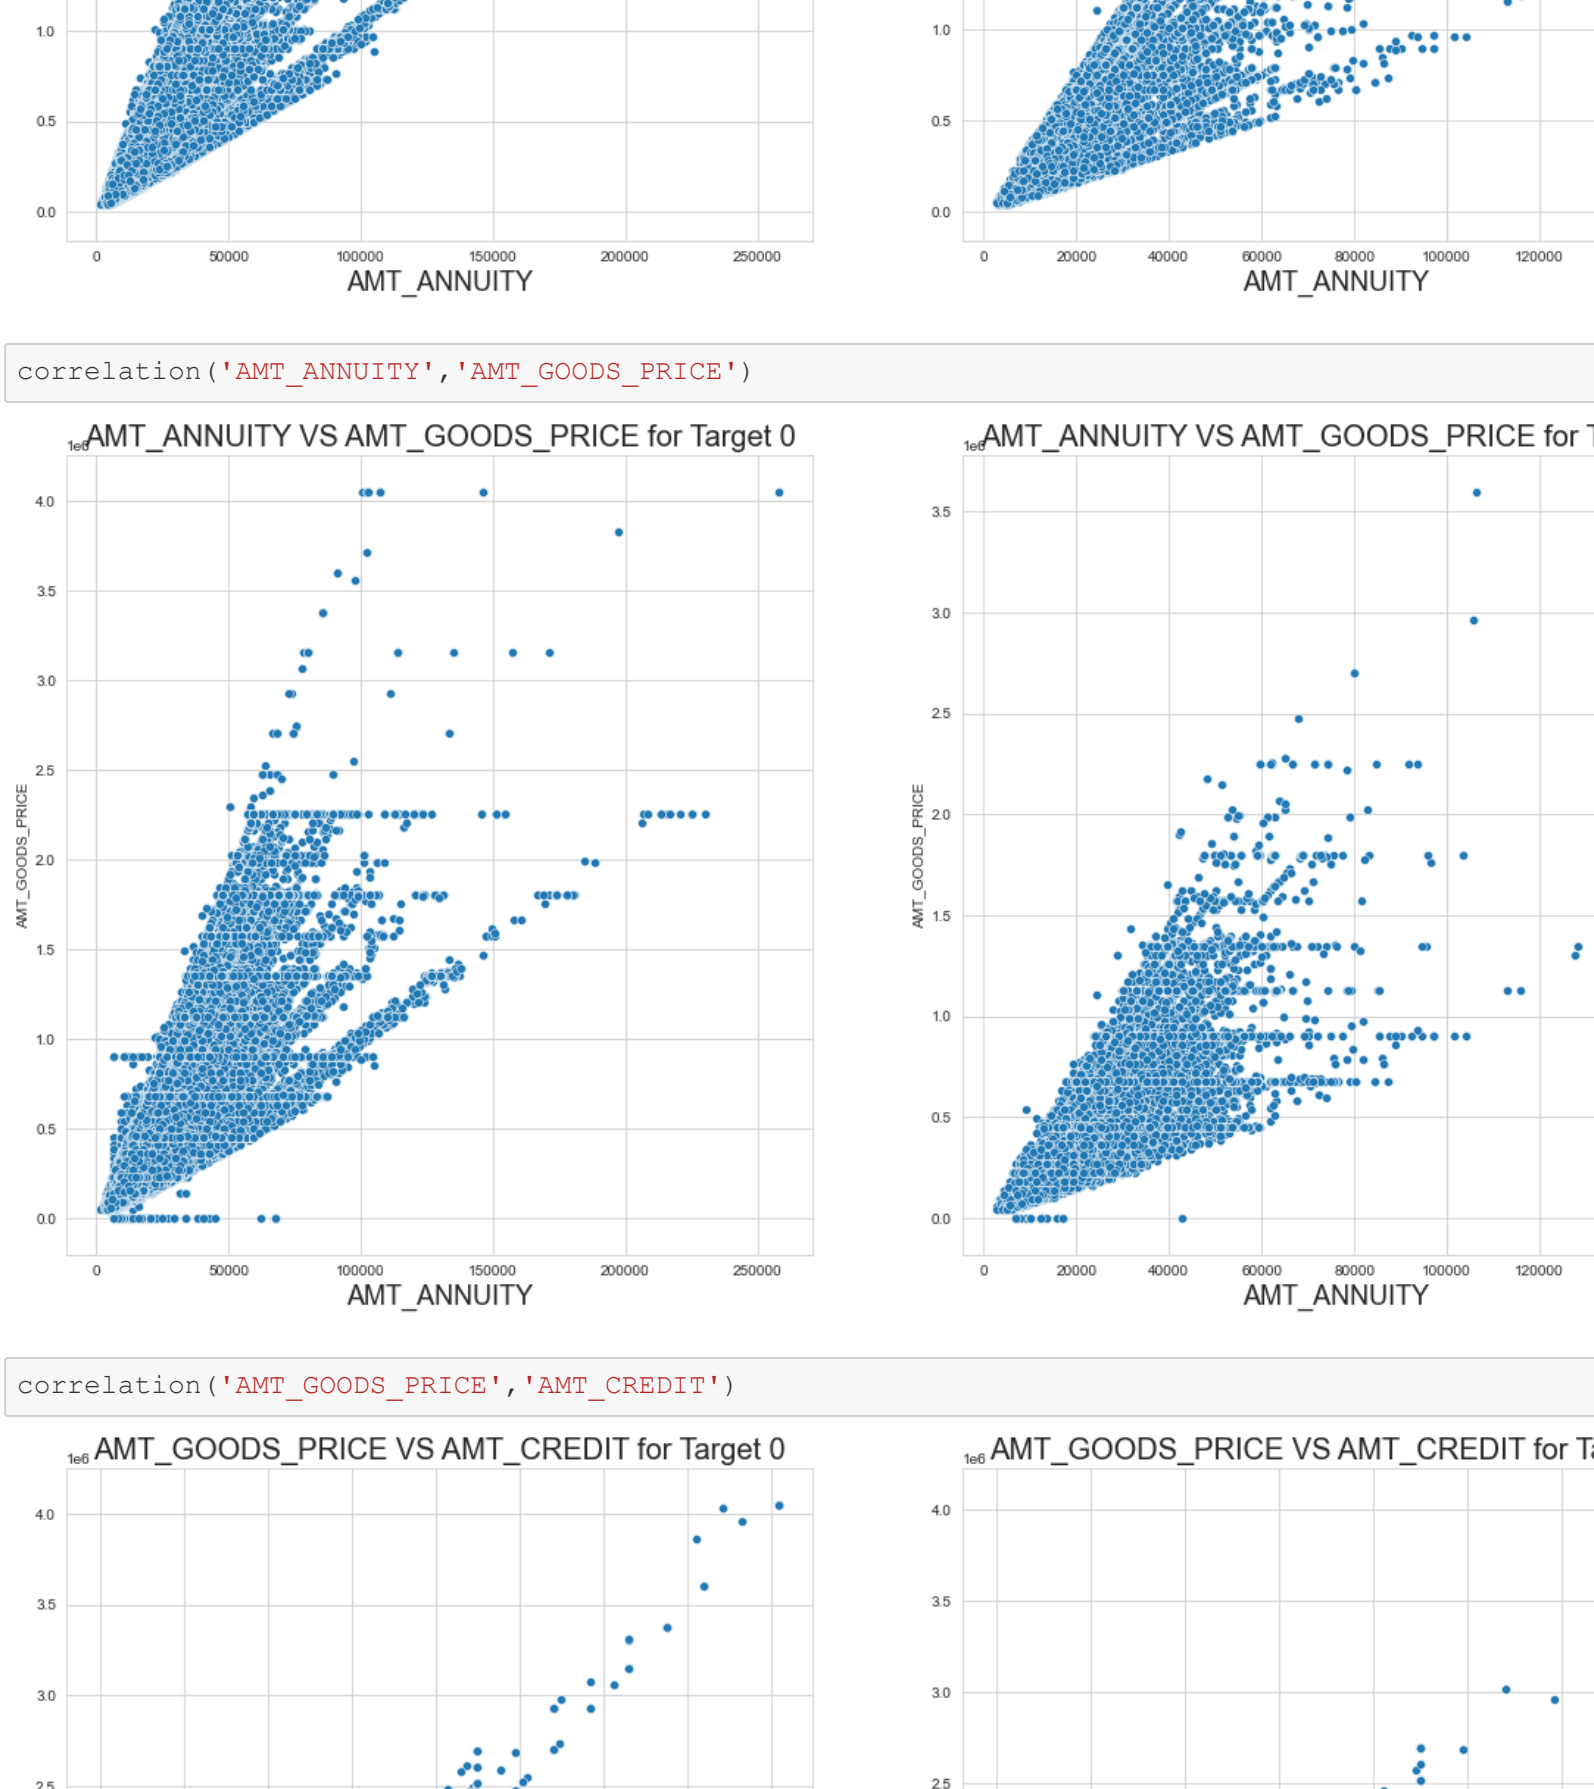 1.0
0.5
0.0
0 50000 100000 150000 200000 250000
AMT_ANNUITY
1.0
0.5
0.0
0 20000 40000 60000 80000 100000 120000
AMT_ANNUITY
correlation('AMT_ANNUITY','AMT_GOODS_PRICE')
AMT_ANNUITY VS AMT_GOODS_PRICE for Target 0
1e6
4.0
3.5
3.0
2.5
2.0
1.5
1.0
0.5
0.0
AMT_GOODS_PRICE
0 50000 100000 150000 200000 250000
AMT_ANNUITY
AMT_ANNUITY VS AMT_GOODS_PRICE for
1e6
3.5
3.0
2.5
2.0
1.5
1.0
0.5
0.0
AMT_GOODS_PRICE
0 20000 40000 60000 80000 100000 120000
AMT_ANNUITY
correlation('AMT_GOODS_PRICE','AMT_CREDIT')
AMT_GOODS_PRICE VS AMT_CREDIT for Target 0
1e6
4.0
3.5
3.0
2.5
AMT_GOODS_PRICE VS AMT_CREDIT for
1e6
4.0
3.5
3.0
2.5